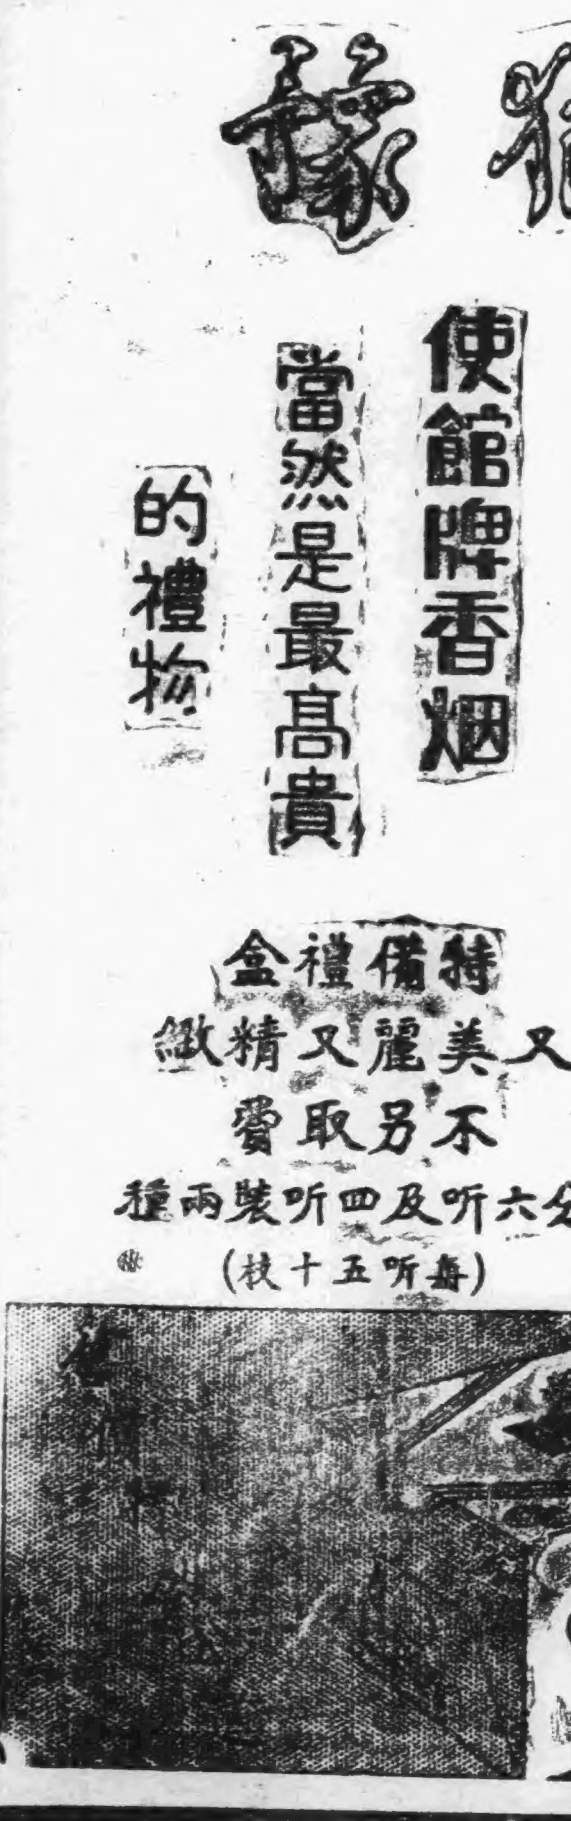 使館牌香烟
當然是最高貴
的禮物
特備禮盒
又美麗又精緻
不另取費
分六听及四听裝兩種
(每听五十枝)